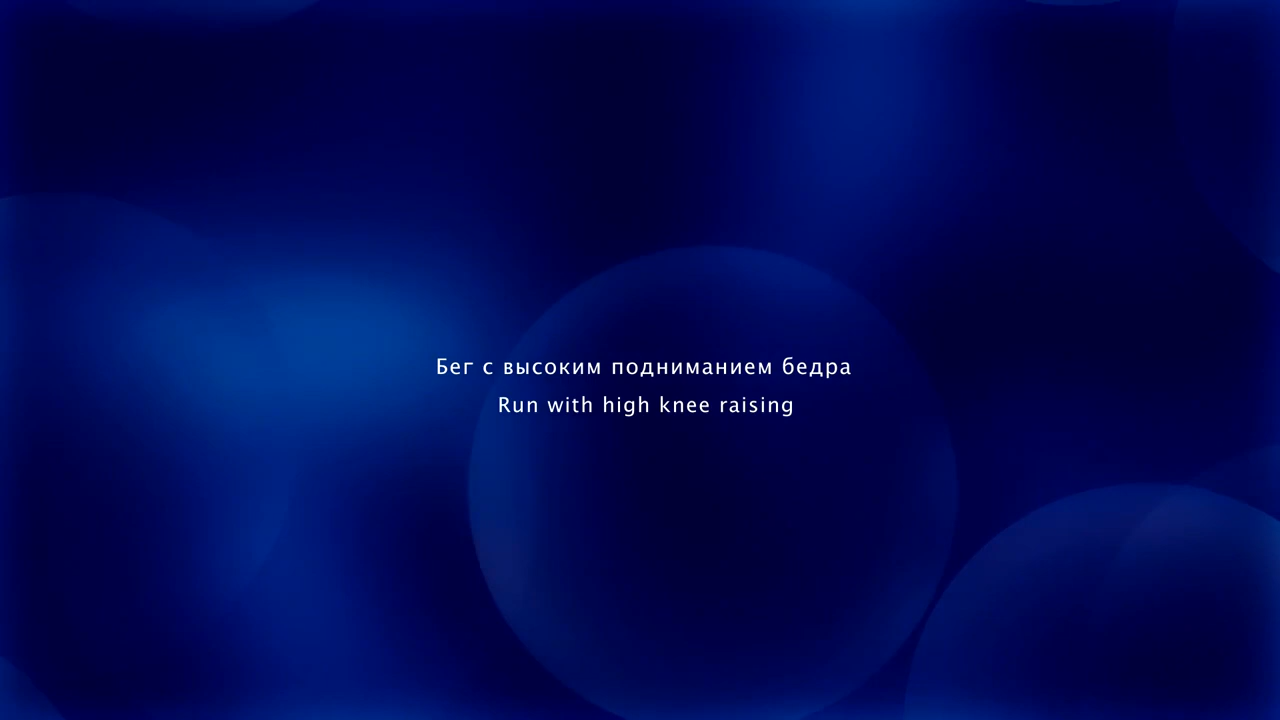 Бег с высоким подниманием бедра
Run with high knee raising